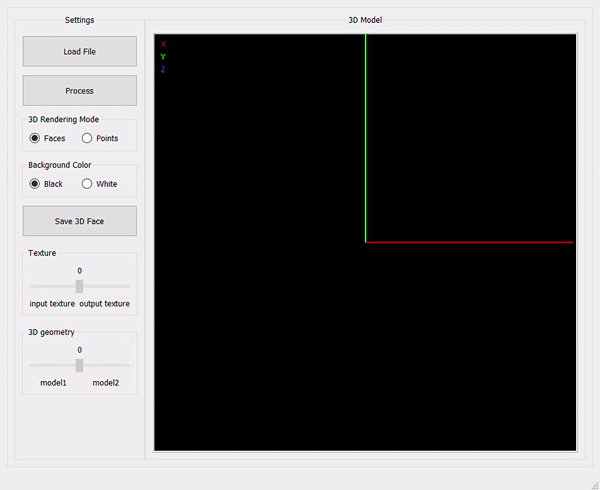 Settings
Load File
Process
3D Rendering Mode
Faces Points
Background Color
Black White
Save 3D Face
Texture
0
input texture output texture
3D geometry
0
model1 model2
3D Model
X
Y